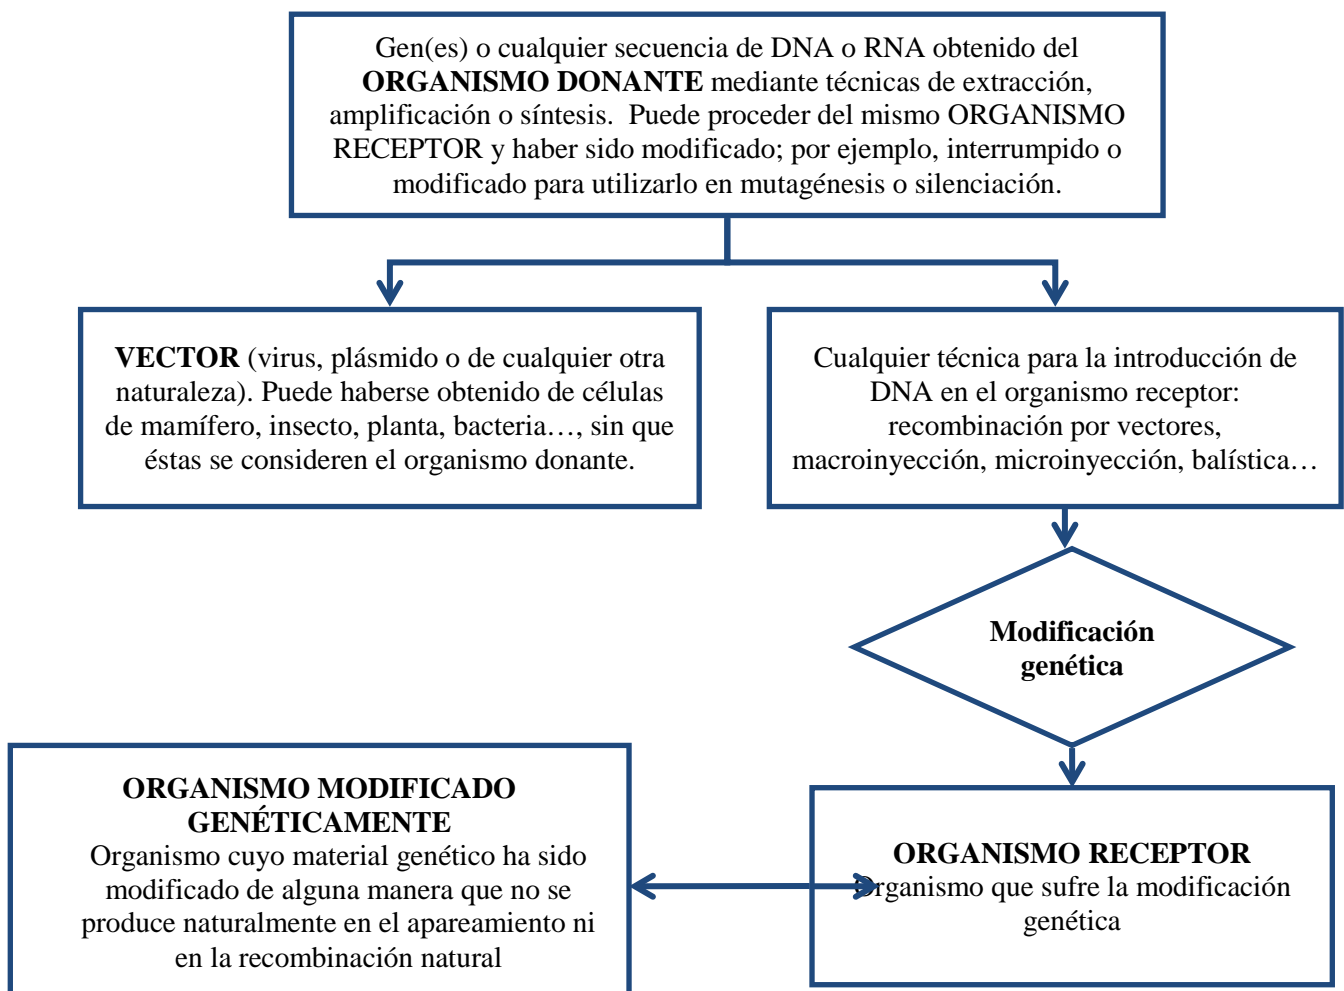 Gen(es) o cualquier secuencia de DNA o RNA obtenido del
ORGANISMO DONANTE mediante técnicas de extracción,
amplificación o síntesis.  Puede proceder del mismo ORGANISMO
RECEPTOR y haber sido modificado; por ejemplo, interrumpido o
modificado para utilizarlo en mutagénesis o silenciación.
VECTOR (virus, plásmido o de cualquier otra
naturaleza). Puede haberse obtenido de células
de mamífero, insecto, planta, bacteria…, sin que
éstas se consideren el organismo donante.
Cualquier técnica para la introducción de
DNA en el organismo receptor:
recombinación por vectores,
macroinyección, microinyección, balística…
Modificación
genética
ORGANISMO MODIFICADO
GENÉTICAMENTE
Organismo cuyo material genético ha sido
modificado de alguna manera que no se
produce naturalmente en el apareamiento ni
en la recombinación natural
ORGANISMO RECEPTOR
Organismo que sufre la modificación
genética